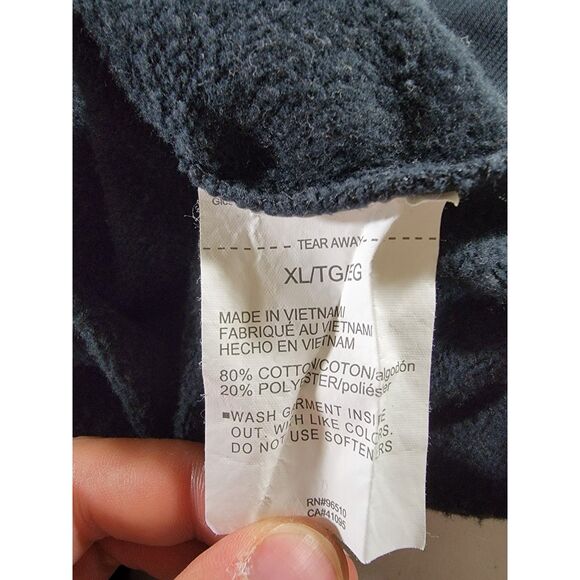 TEAR AWAY
XL/TG/EG
MADE IN VIETNAM
FABRIQUÉ AU VIETNAM
HECHO EN VIETNAM
80% COTTON/COTON/algodón
20% POLYESTER/poliéster
WASH GARMENT INSIDE
OUT. WITH LIKE COLORS.
DO NOT USE SOFTENERS
RN#96510
CA#41095